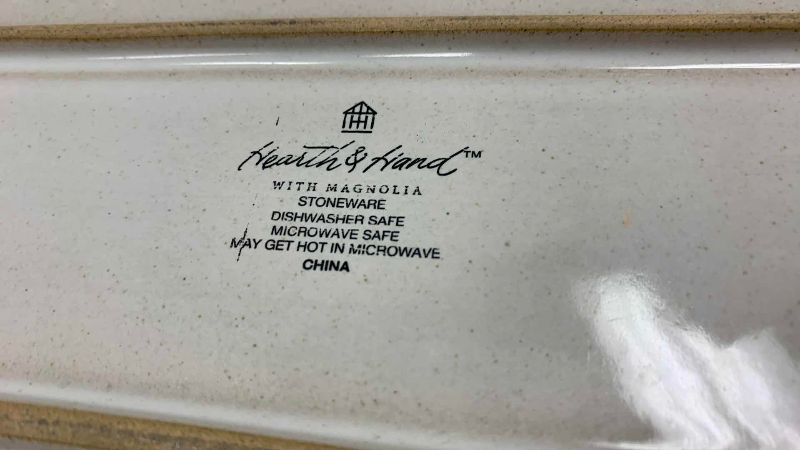 Hearth & Hand™
WITH MAGNOLIA
STONEWARE
DISHWASHER SAFE
MICROWAVE SAFE
MAY GET HOT IN MICROWAVE
CHINA